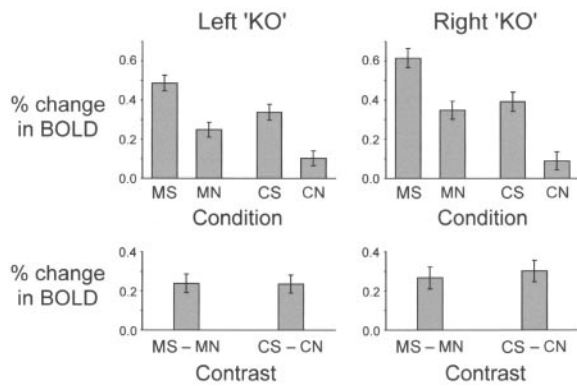 Left 'KO' Right 'KO'
% change
in BOLD
0.6
0.4
0.2
0.0
MS MN CS CN
Condition
0.6
0.4
0.2
0.0
MS MN CS CN
Condition
% change
in BOLD
0.4
0.2
0.0
MS – MN CS – CN
Contrast
0.4
0.2
0.0
MS – MN CS – CN
Contrast